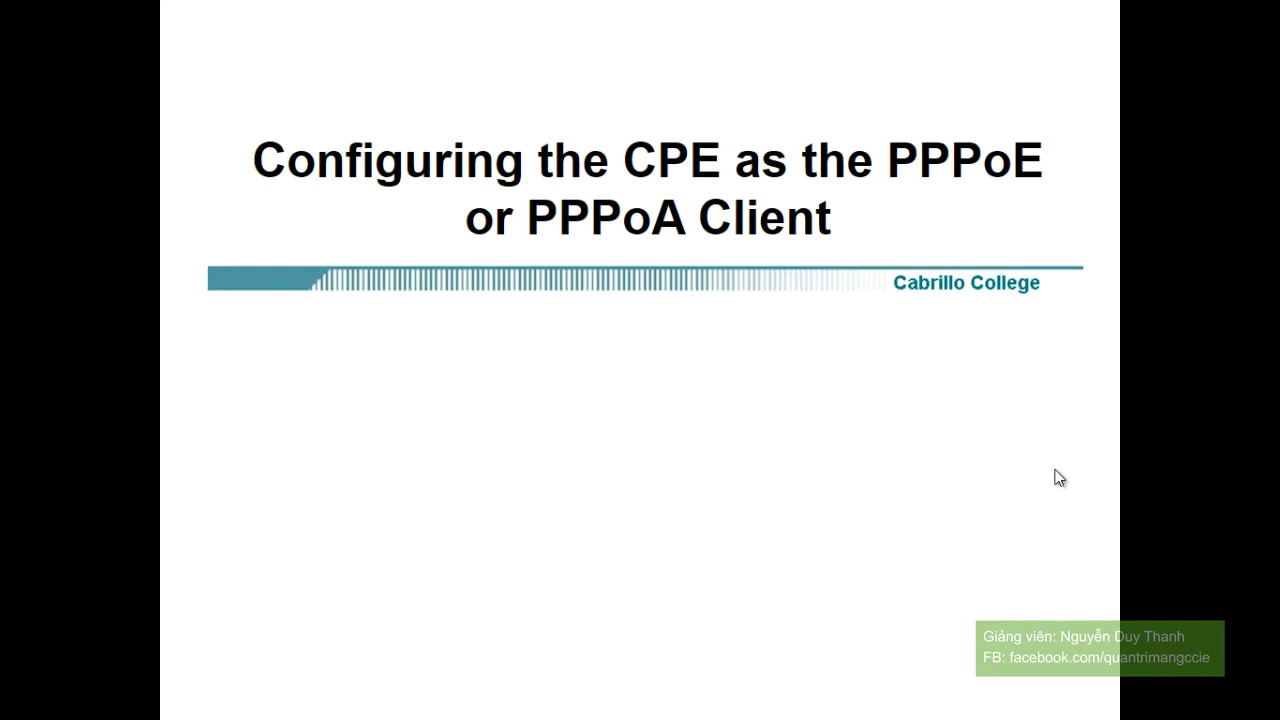 Configuring the CPE as the PPPoE
or PPPoA Client
Cabrillo College
Giảng viên: Nguyễn Duy Thanh
FB: facebook.com/quantrimangccie